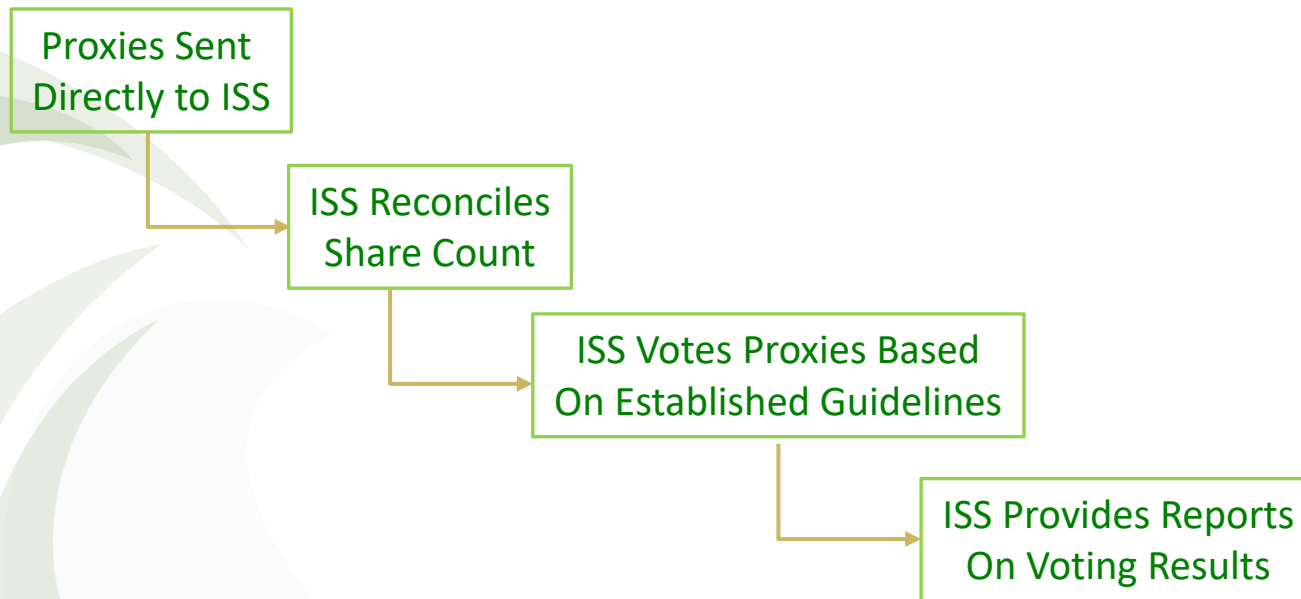 Proxies Sent
Directly to ISS
ISS Reconciles
Share Count
ISS Votes Proxies Based
On Established Guidelines
ISS Provides Reports
On Voting Results